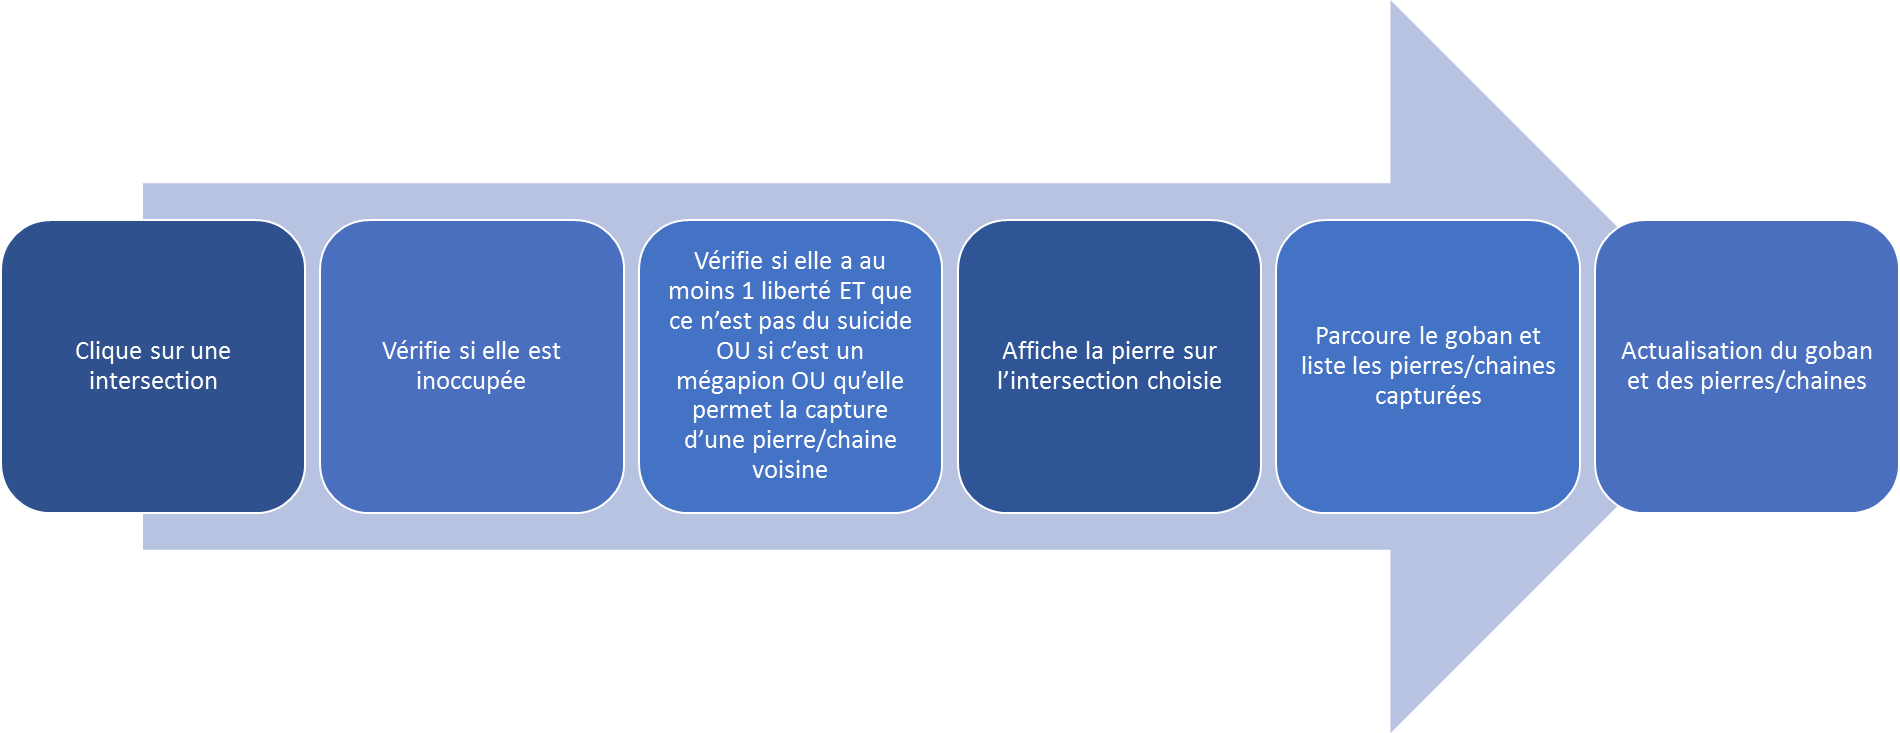 Clique sur une
intersection
Vérifie si elle est
inoccupée
Vérifie si elle a au
moins 1 liberté ET que
ce n’est pas du suicide
OU si c’est un
mégapion OU qu’elle
permet la capture
d’une pierre/chaine
voisine
Affiche la pierre sur
l’intersection choisie
Parcoure le goban et
liste les pierres/chaines
capturées
Actualisation du goban
et des pierres/chaines